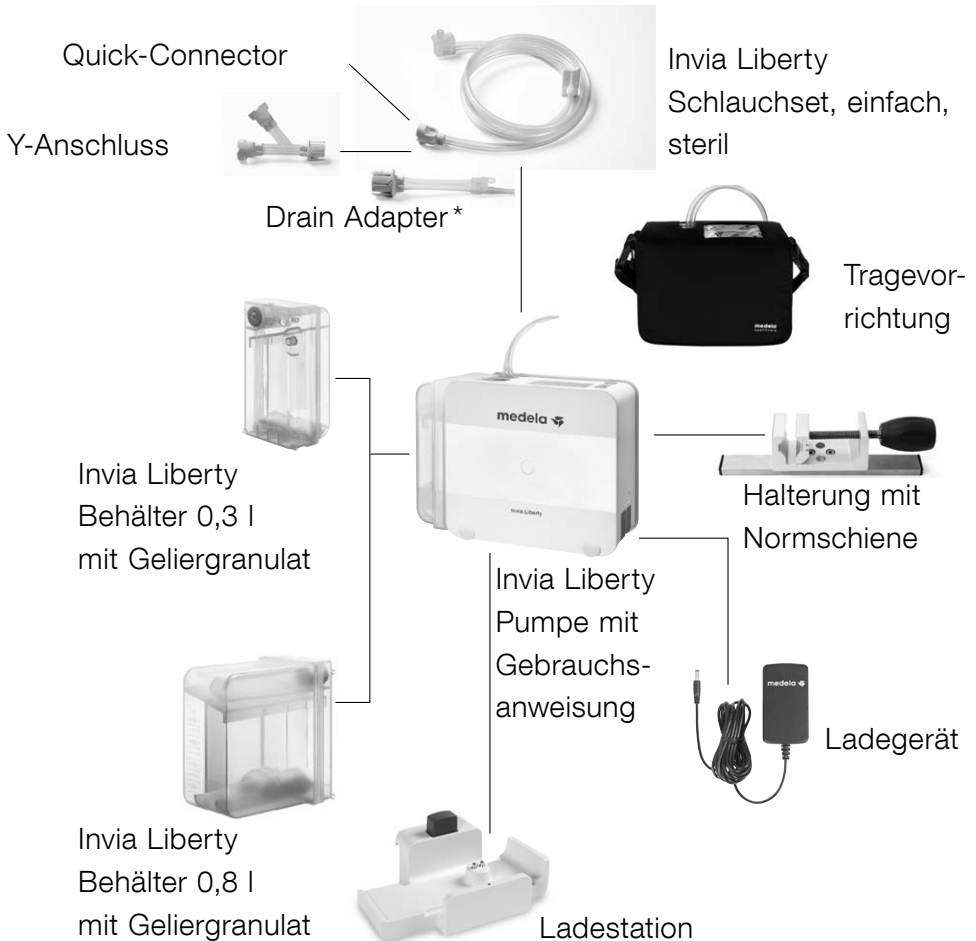 Quick-Connector
Invia Liberty
Schlauchset, einfach,
steril
Y-Anschluss
Drain Adapter*
Tragevor-
richtung
medela
medela
Invia Liberty
Invia Liberty
Behälter 0,3 l
mit Geliergranulat
Halterung mit
Normschiene
Invia Liberty
Pumpe mit
Gebrauchs-
anweisung
medela
Ladegerät
Invia Liberty
Behälter 0,8 l
mit Geliergranulat
Ladestation